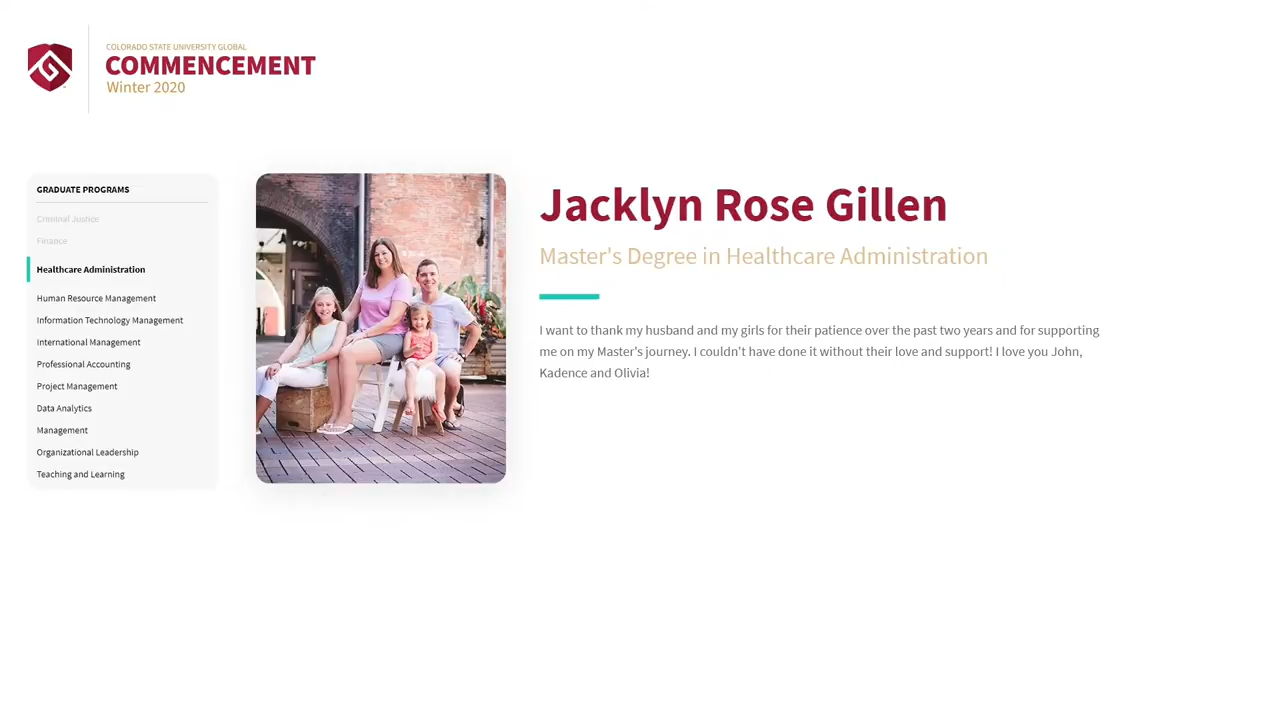 COLORADO STATE UNIVERSITY GLOBAL
COMMENCEMENT
Winter 2020
GRADUATE PROGRAMS
Criminal Justice
Finance
Healthcare Administration
Human Resource Management
Information Technology Management
International Management
Professional Accounting
Project Management
Data Analytics
Management
Organizational Leadership
Teaching and Learning
Jacklyn Rose Gillen
Master's Degree in Healthcare Administration
I want to thank my husband and my girls for their patience over the past two years and for supporting
me on my Master's journey. I couldn't have done it without their love and support! I love you John,
Kadence and Olivia!